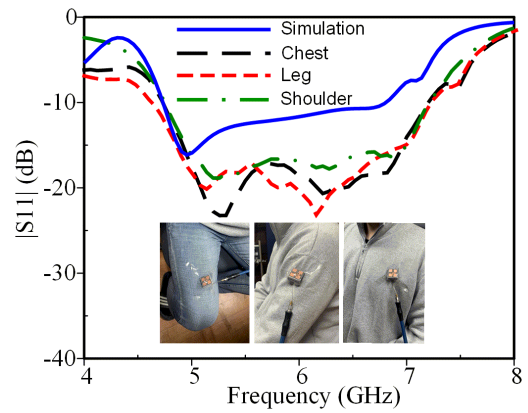 0
-10
-20
-30
-40
|S11| (dB)
Simulation
Chest
Leg
Shoulder
4 5 6 7 8
Frequency (GHz)